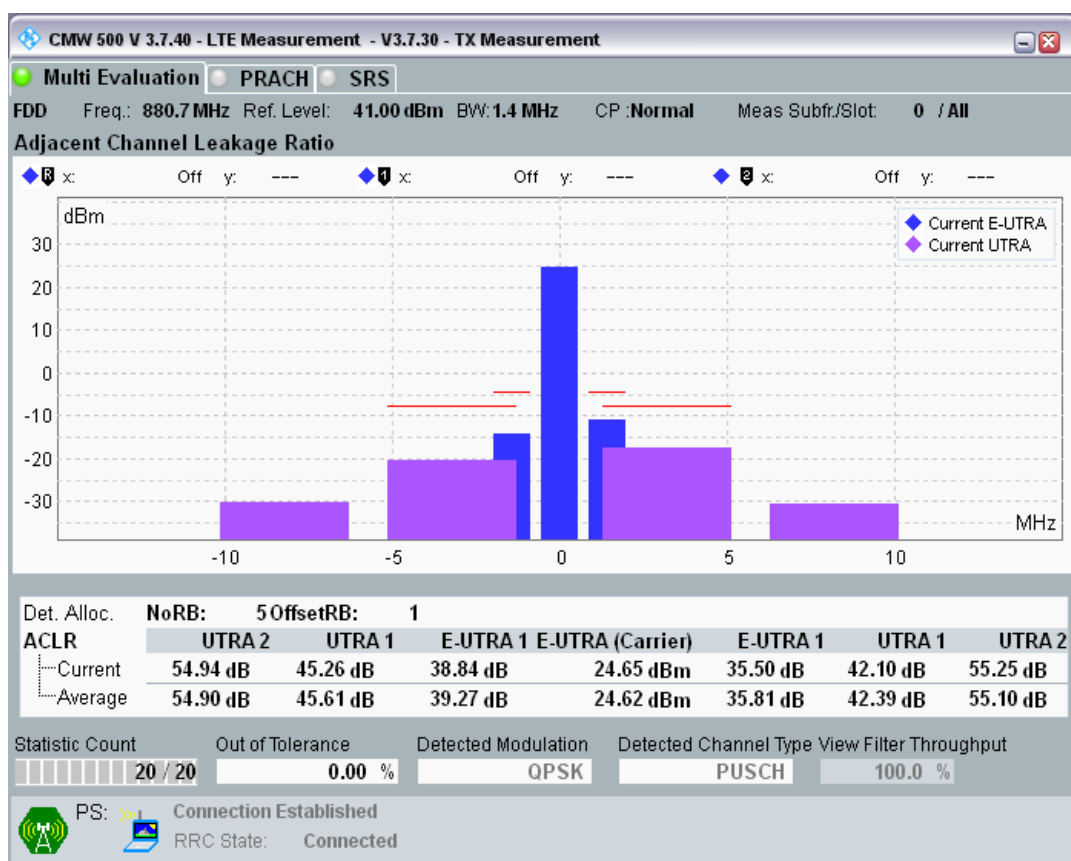 CMW 500 V 3.7.40 - LTE Measurement - V3.7.30 - TX Measurement
Multi Evaluation PRACH SRS
FDD Freq.: 880.7 MHz Ref. Level: 41.00 dBm BW: 1.4 MHz CP :Normal Meas Subfr./Slot: 0 / All
Adjacent Channel Leakage Ratio
R x: Off y: --- 1 x: Off y: --- 2 x: Off y: ---
dBm
Current E-UTRA
Current UTRA
30
20
10
0
-10
-20
-30
MHz
-10 -5 0 5 10
Det. Alloc. NoRB: 5 OffsetRB: 1
ACLR UTRA 2 UTRA 1 E-UTRA 1 E-UTRA (Carrier) E-UTRA 1 UTRA 1 UTRA 2
Current 54.94 dB 45.26 dB 38.84 dB 24.65 dBm 35.50 dB 42.10 dB 55.25 dB
Average 54.90 dB 45.61 dB 39.27 dB 24.62 dBm 35.81 dB 42.39 dB 55.10 dB
Statistic Count Out of Tolerance Detected Modulation Detected Channel Type View Filter Throughput
20 / 20 0.00 % QPSK PUSCH 100.0 %
PS: Connection Established
RRC State: Connected